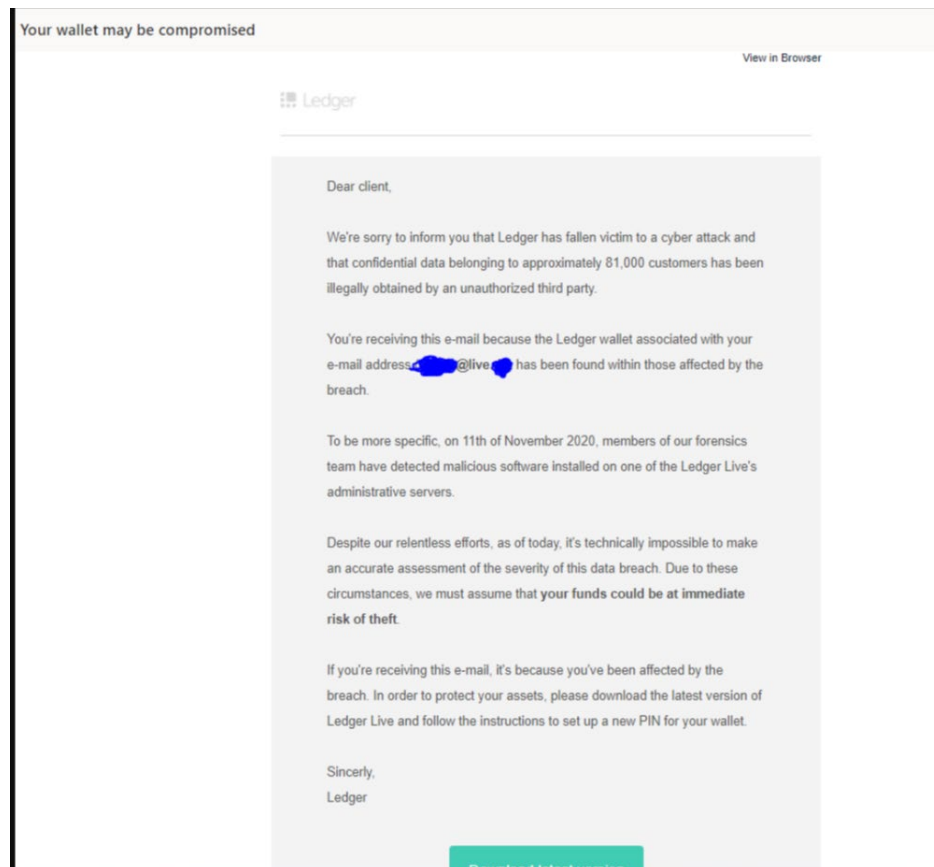 Your wallet may be compromised
View in Browser
Ledger
Dear client,
We're sorry to inform you that Ledger has fallen victim to a cyber attack and
that confidential data belonging to approximately 81,000 customers has been
illegally obtained by an unauthorized third party.
You're receiving this e-mail because the Ledger wallet associated with your
e-mail address @live. has been found within those affected by the
breach.
To be more specific, on 11th of November 2020, members of our forensics
team have detected malicious software installed on one of the Ledger Live's
administrative servers.
Despite our relentless efforts, as of today, it's technically impossible to make
an accurate assessment of the severity of this data breach. Due to these
circumstances, we must assume that your funds could be at immediate
risk of theft.
If you're receiving this e-mail, it's because you've been affected by the
breach. In order to protect your assets, please download the latest version of
Ledger Live and follow the instructions to set up a new PIN for your wallet.
Sincerly,
Ledger